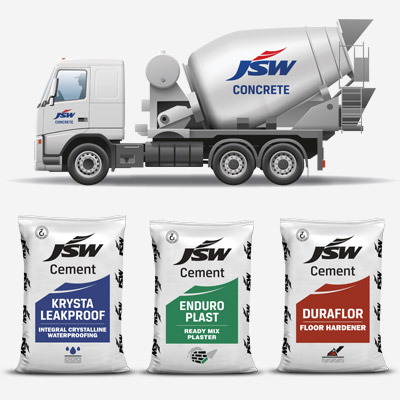 JSW
CONCRETE
JSW
CONCRETE
JSW
Cement
KRYSTA
LEAKPROOF
INTEGRAL CRYSTALLINE
WATERPROOFING
JSW
Cement
ENDURO
PLAST
READY MIX
PLASTER
JSW
Cement
DURAFLOR
FLOOR HARDENER